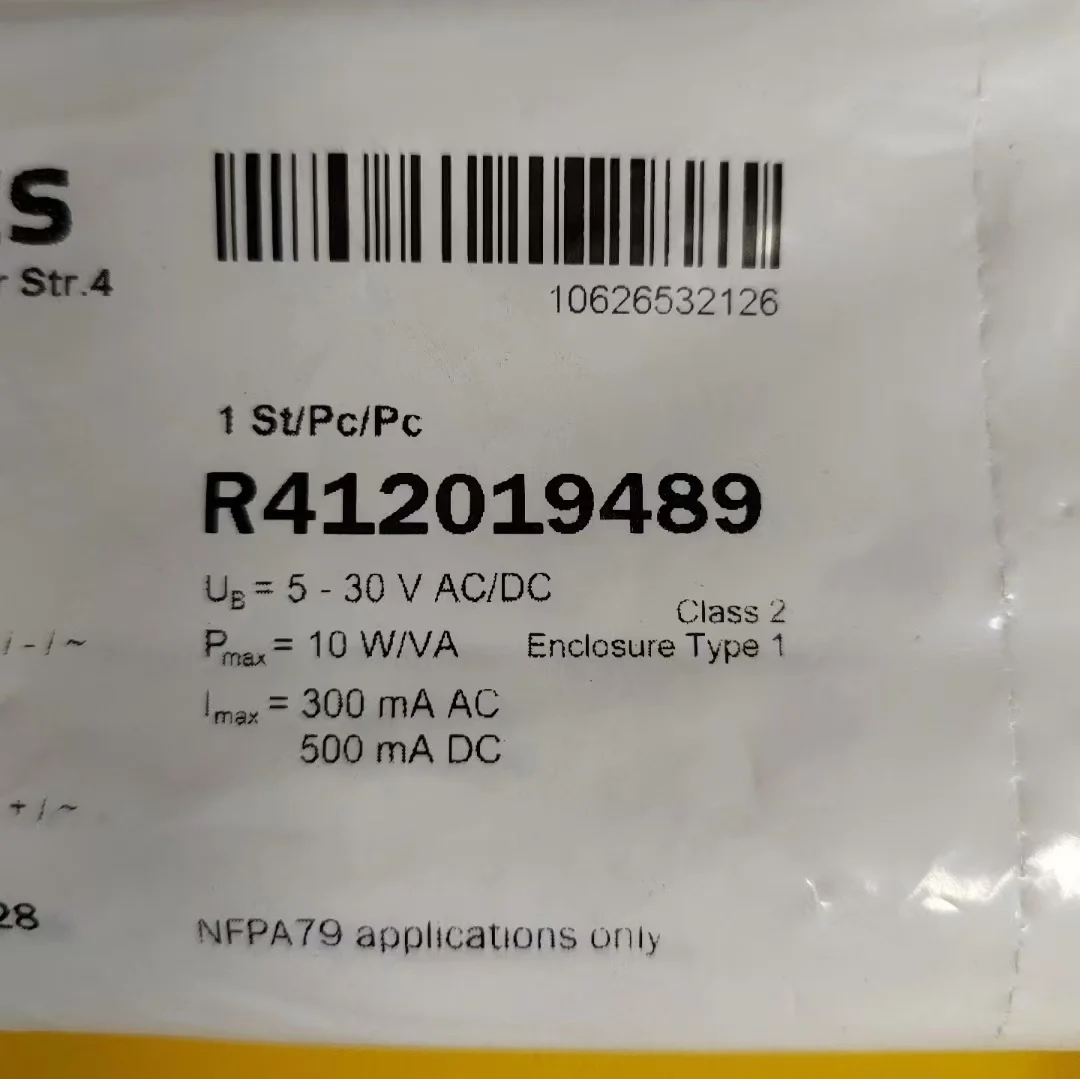 S
r Str.4
10626532126
1 St/Pc/Pc
R412019489
UB = 5 - 30 V AC/DC
Class 2
/ - / ~
Pmax = 10 W/VA
Enclosure Type 1
Imax = 300 mA AC
500 mA DC
+ / ~
28
NFPA79 applications only